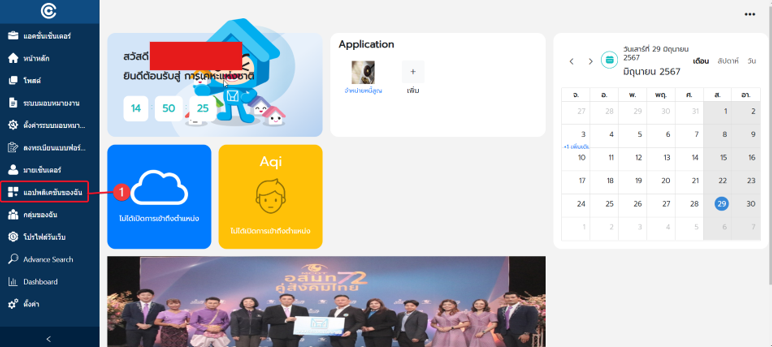 แอคชั่นเซ็นเตอร์
หน้าหลัก
โพสต์
ระบบมอบหมายงาน
ตั้งค่าระบบมอบหมา...
ลงทะเบียนแบบฟอร์...
มายเซ็นเตอร์
แอปพลิเคชันของฉัน
กลุ่มของฉัน
โปรไฟล์รันเว็บ
Advance Search
Dashboard
ตั้งค่า
1
สวัสดี
ยินดีต้อนรับสู่ การเคหะแห่งชาติ
14 50 25
Application
จำหน่ายหนี้สูญ
เพิ่ม
ไม่ได้เปิดการเข้าถึงตำแหน่ง
Aqi
ไม่ได้เปิดการเข้าถึงตำแหน่ง
อสมท 72
คู่สังคมไทย
วันเสาร์ที่ 29 มิถุนายน
2567
มิถุนายน 2567
เดือน สัปดาห์ วัน
จ. อ. พ. พฤ. ศ. ส. อา.
27 28 29 30 31 1 2
3 4 5 6 7 8 9
+1 เพิ่มเติม
10 11 12 13 14 15 16
17 18 19 20 21 22 23
24 25 26 27 28 29 30
1 2 3 4 5 6 7